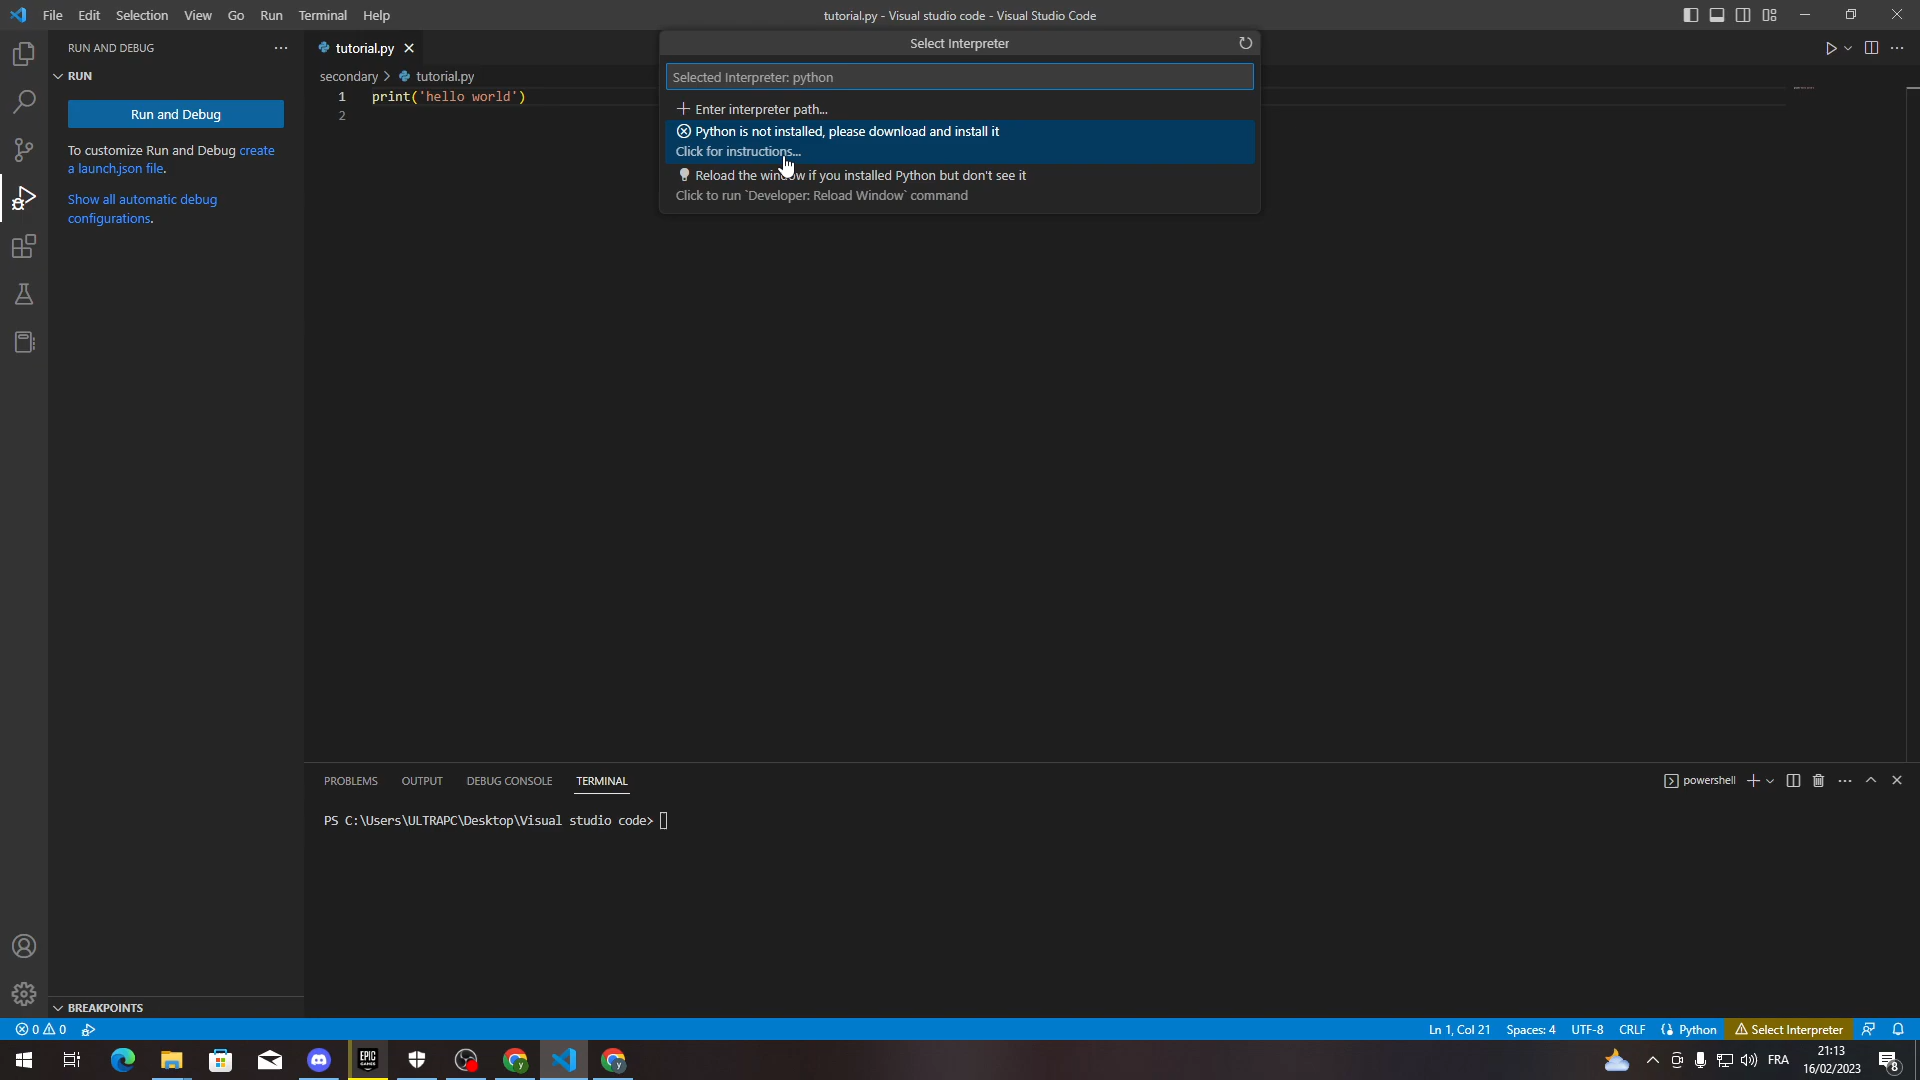 File Edit Selection View Go Run Terminal Help
tutorial.py - Visual studio code - Visual Studio Code
RUN AND DEBUG
RUN
Run and Debug
To customize Run and Debug create
a launch.json file.
Show all automatic debug
configurations.
BREAKPOINTS
tutorial.py
secondary > tutorial.py
1 print('hello world')
2
Select Interpreter
Selected Interpreter: python
Enter interpreter path...
Python is not installed, please download and install it
Click for instructions...
Reload the window if you installed Python but don't see it
Click to run `Developer: Reload Window` command
PROBLEMS OUTPUT DEBUG CONSOLE TERMINAL
powershell
PS C:\Users\ULTRAPC\Desktop\Visual studio code>
0 0
Ln 1, Col 21 Spaces: 4 UTF-8 CRLF Python Select Interpreter
EPIC
GAMES
FRA
21:13
16/02/2023
8